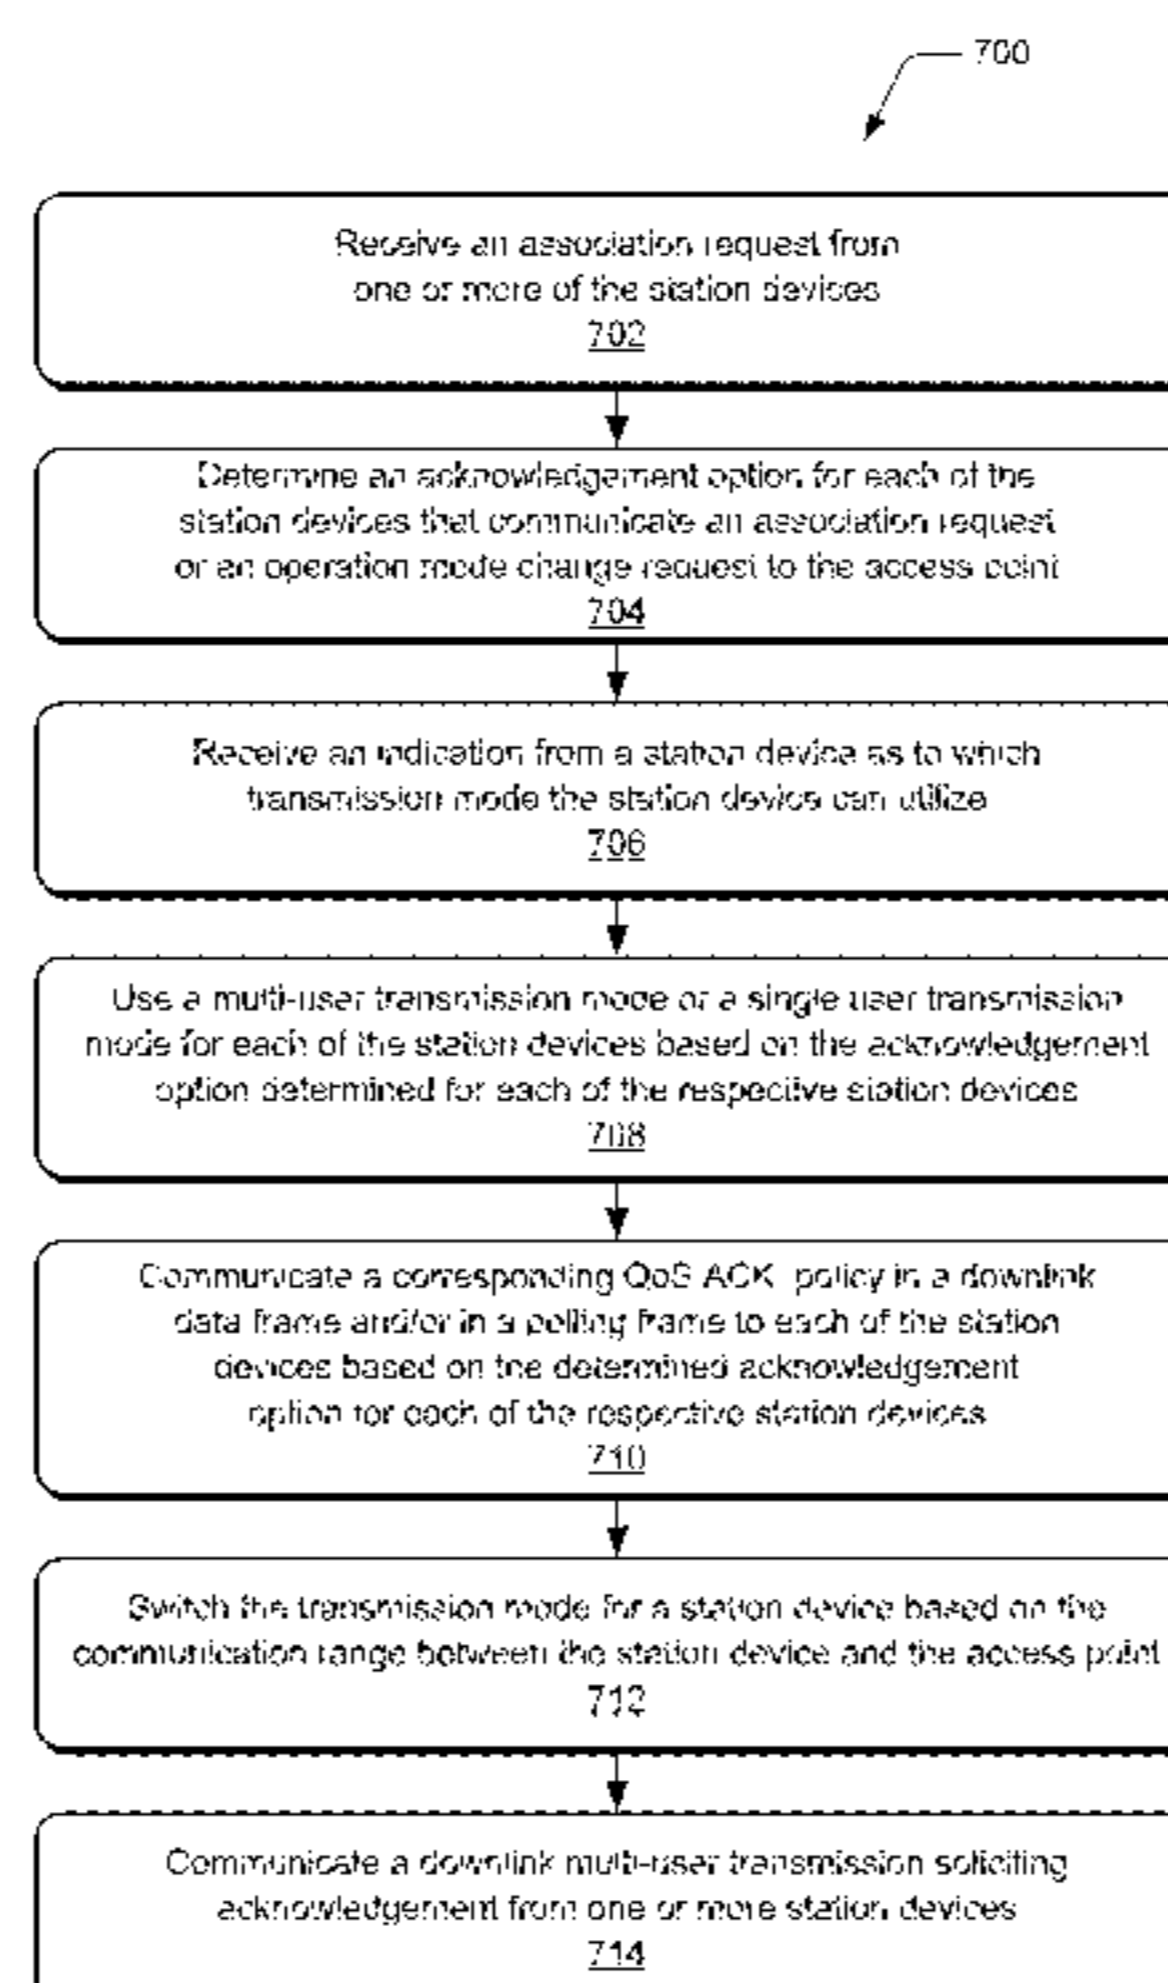 700
Receive an association request from
one or more of the station devices
702
Determine an acknowledgement option for each of the
station devices that communicate an association request
or an operation mode change request to the access point
704
Receive an indication from a station device as to which
transmission mode the station device can utilize
706
Use a multi-user transmission mode or a single user transmission
mode for each of the station devices based on the acknowledgement
option determined for each of the respective station devices
708
Communicate a corresponding QoS ACK policy in a downlink
data frame and/or in a polling frame to each of the station
devices based on the determined acknowledgement
option for each of the respective station devices
710
Switch the transmission mode for a station device based on the
communication range between the station device and the access point
712
Communicate a downlink multi-user transmission soliciting
acknowledgement from one or more station devices
714